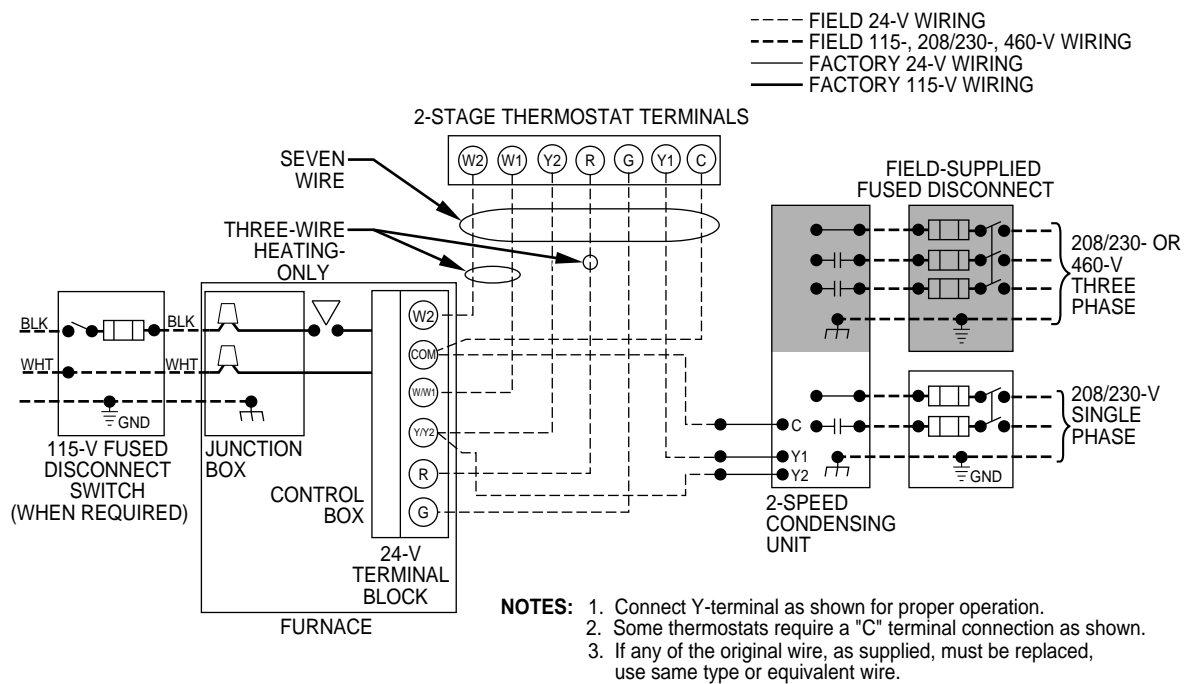 FIELD 24-V WIRING
FIELD 115-, 208/230-, 460-V WIRING
FACTORY 24-V WIRING
FACTORY 115-V WIRING
2-STAGE THERMOSTAT TERMINALS
W2 W1 Y2 R G Y1 C
SEVEN
WIRE
THREE-WIRE
HEATING-
ONLY
FIELD-SUPPLIED
FUSED DISCONNECT
208/230- OR
460-V
THREE
PHASE
BLK
BLK
WHT
WHT
GND
115-V FUSED
DISCONNECT
SWITCH
(WHEN REQUIRED)
JUNCTION
BOX
CONTROL
BOX
W2
COM
W/W1
Y/Y2
R
G
24-V
TERMINAL
BLOCK
FURNACE
C
Y1
Y2
2-SPEED
CONDENSING
UNIT
GND
208/230-V
SINGLE
PHASE
NOTES: 1. Connect Y-terminal as shown for proper operation.
2. Some thermostats require a "C" terminal connection as shown.
3. If any of the original wire, as supplied, must be replaced,
use same type or equivalent wire.